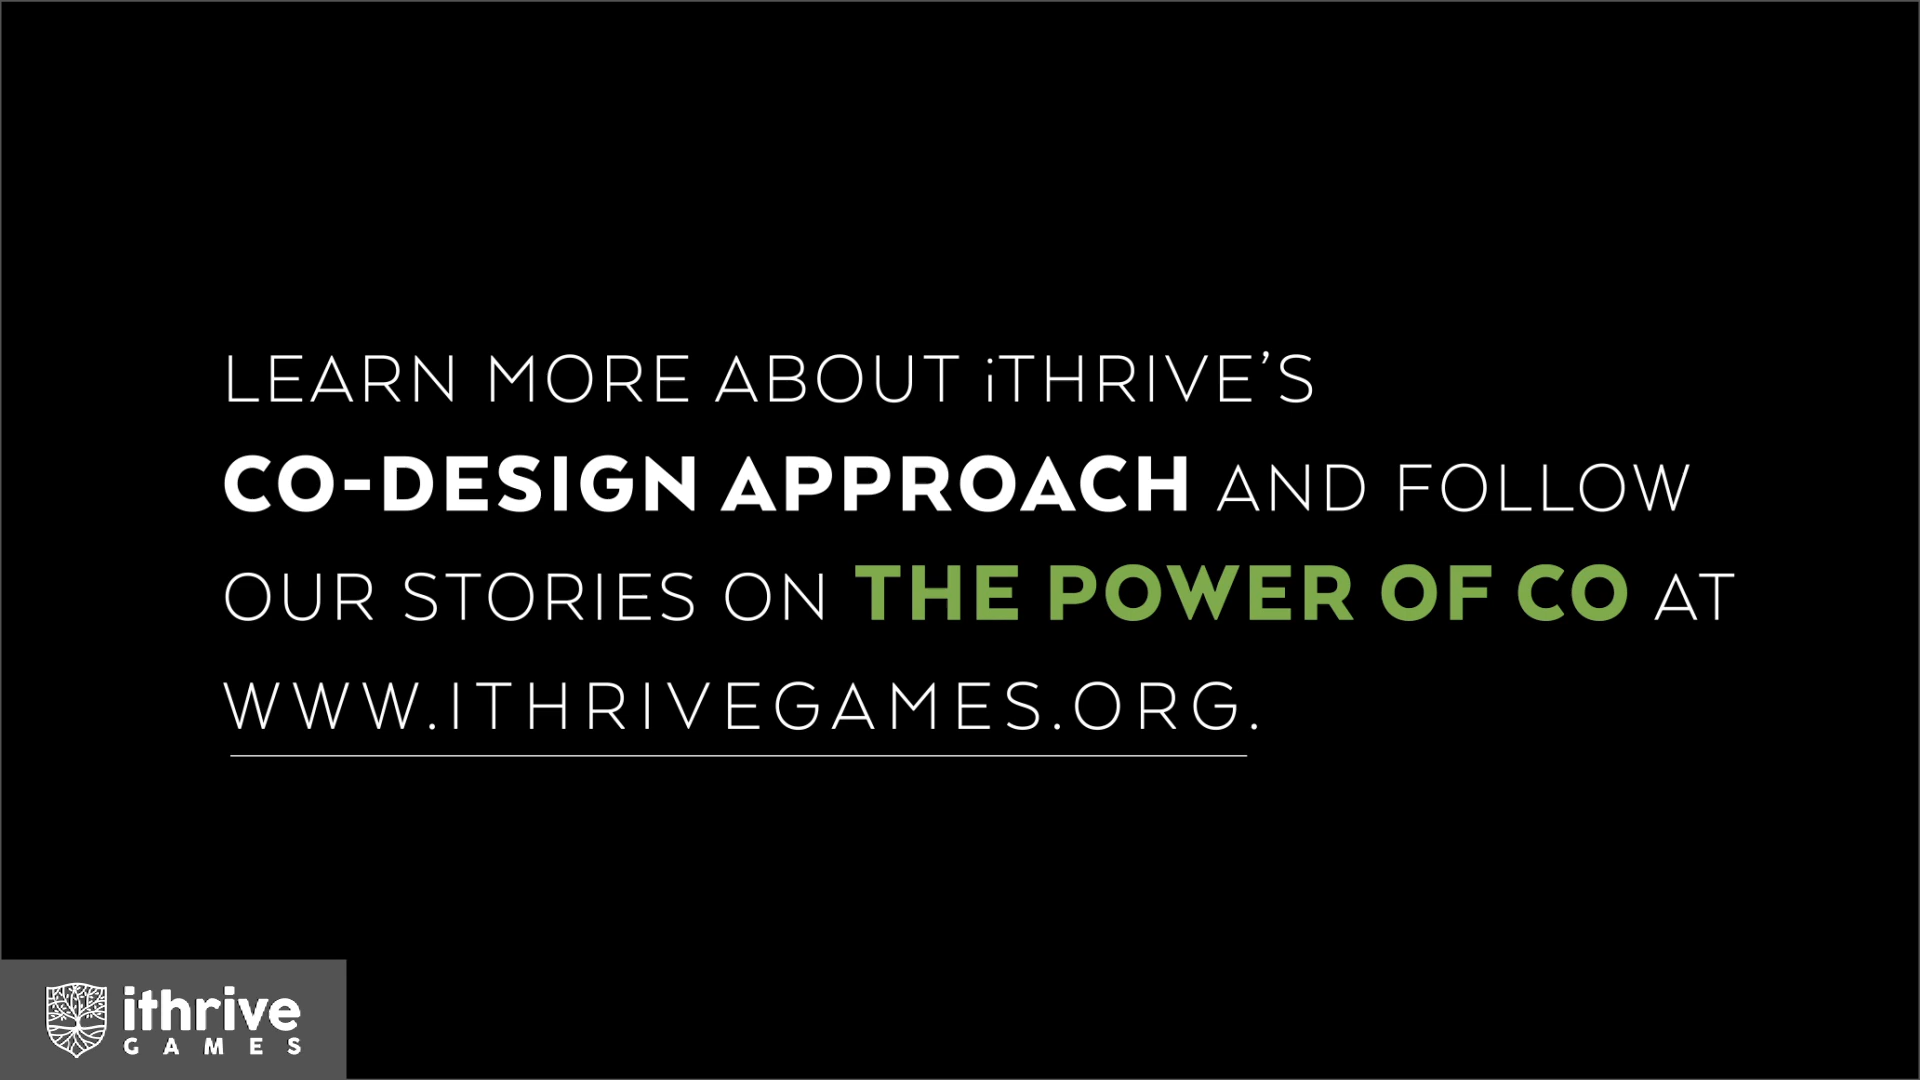 LEARN MORE ABOUT iTHRIVE’S
CO-DESIGN APPROACH AND FOLLOW
OUR STORIES ON THE POWER OF CO AT
WWW.ITHRIVEGAMES.ORG.
ithrive
GAMES